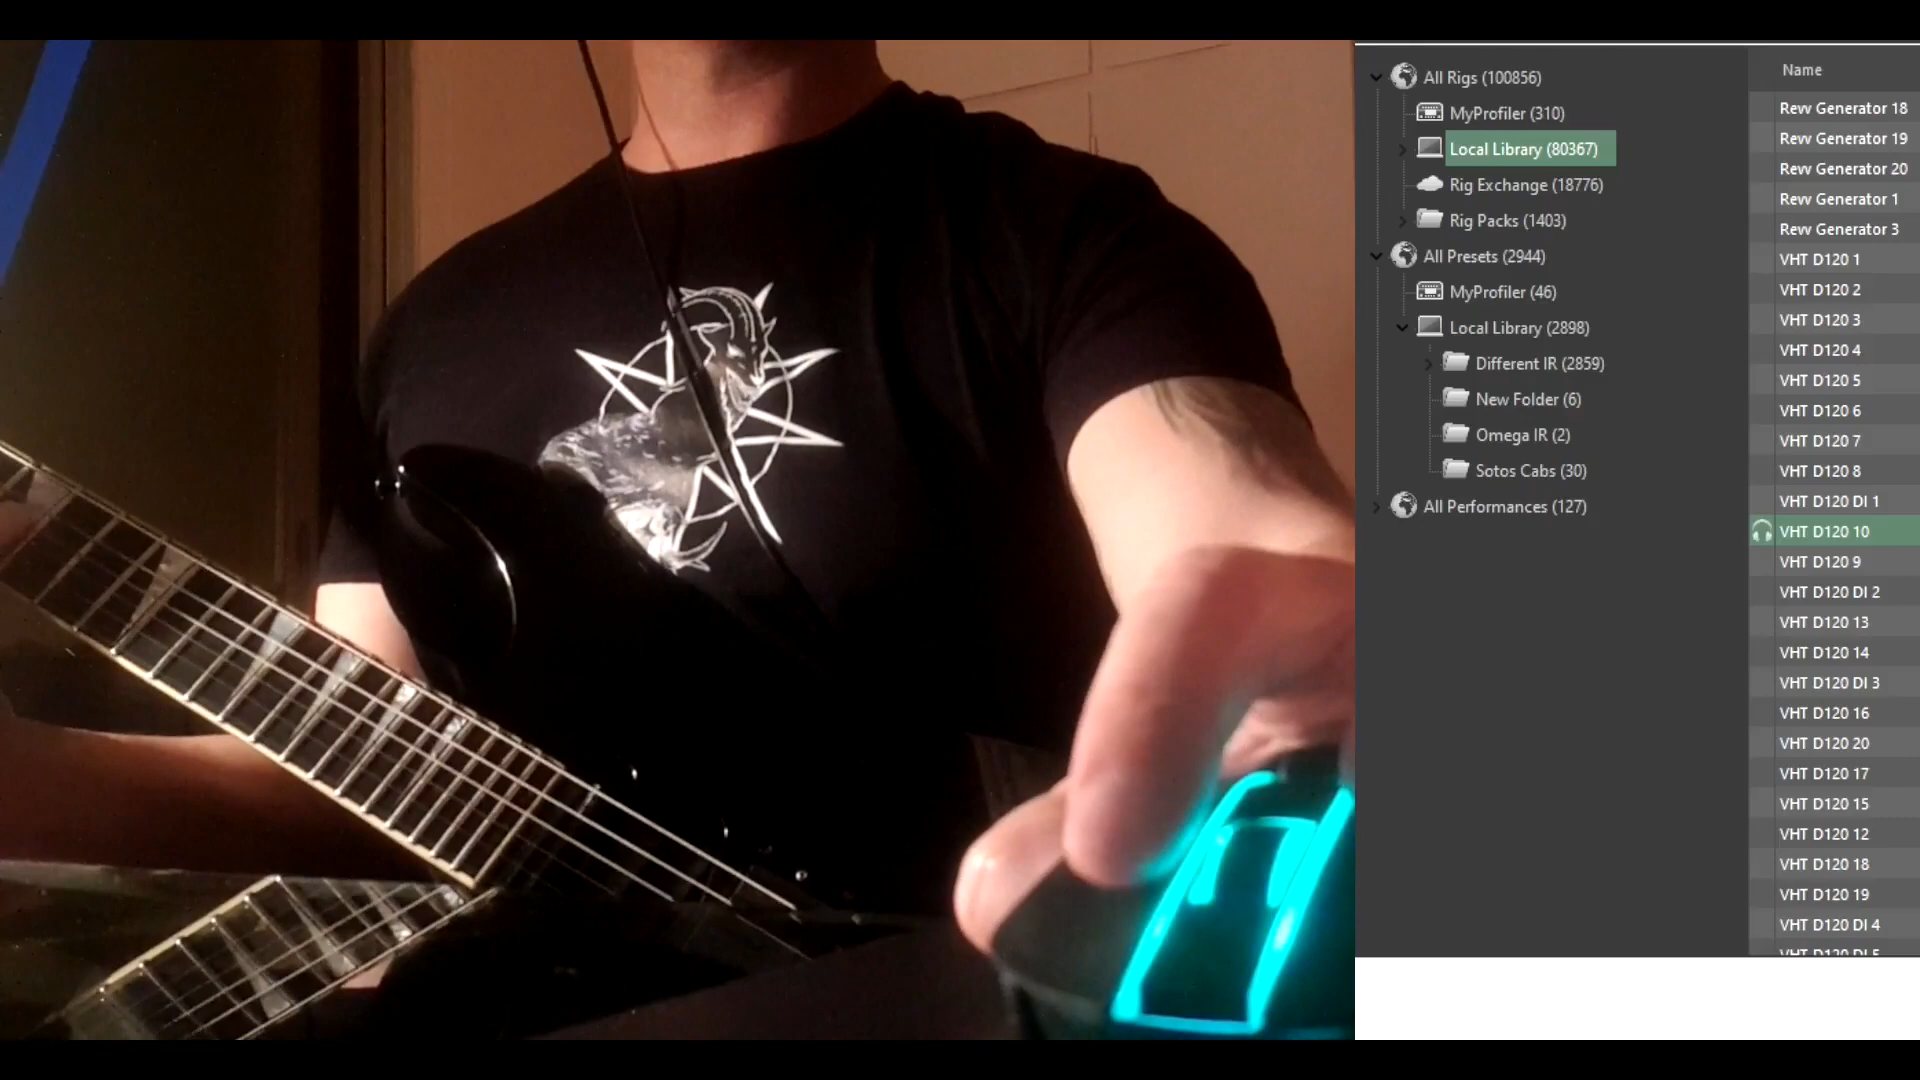 All Rigs (100856)
MyProfiler (310)
Local Library (80367)
Rig Exchange (18776)
Rig Packs (1403)
All Presets (2944)
MyProfiler (46)
Local Library (2898)
Different IR (2859)
New Folder (6)
Omega IR (2)
Sotos Cabs (30)
All Performances (127)
Name
Revv Generator 18
Revv Generator 19
Revv Generator 20
Revv Generator 1
Revv Generator 3
VHT D120 1
VHT D120 2
VHT D120 3
VHT D120 4
VHT D120 5
VHT D120 6
VHT D120 7
VHT D120 8
VHT D120 DI 1
VHT D120 10
VHT D120 9
VHT D120 DI 2
VHT D120 13
VHT D120 14
VHT D120 DI 3
VHT D120 16
VHT D120 20
VHT D120 17
VHT D120 15
VHT D120 12
VHT D120 18
VHT D120 19
VHT D120 DI 4